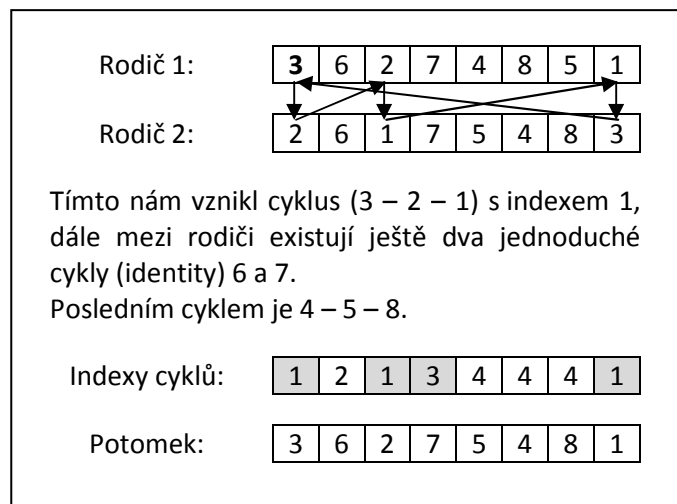 Rodič 1: 3 6 2 7 4 8 5 1
Rodič 2: 2 6 1 7 5 4 8 3
Tímto nám vznikl cyklus (3 – 2 – 1) s indexem 1,
dále mezi rodiči existují ještě dva jednoduché
cykly (identity) 6 a 7.
Posledním cyklem je 4 – 5 – 8.
Indexy cyklů: 1 2 1 3 4 4 4 1
Potomek: 3 6 2 7 5 4 8 1